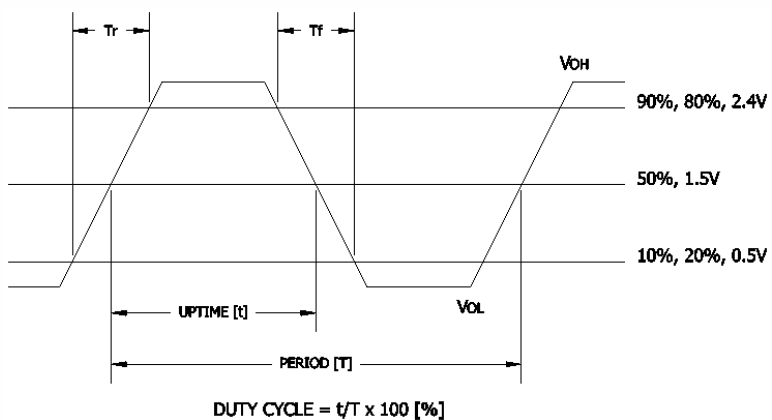 Tr
Tf
VOH
90%, 80%, 2.4V
50%, 1.5V
10%, 20%, 0.5V
UPTIME [t]
VOL
PERIOD [T]
DUTY CYCLE = t/T x 100 [%]